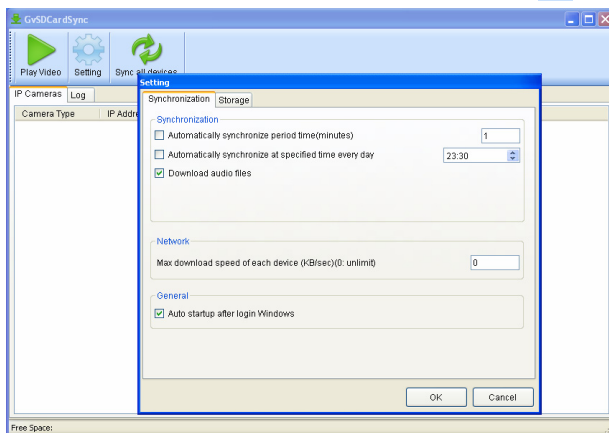 GvSDCardSync
Play Video Setting Sync all devices
IP Cameras Log
Camera Type IP Addre
Setting
Synchronization Storage
Synchronization
Automatically synchronize period time(minutes) 1
Automatically synchronize at specified time every day 23:30
Download audio files
Network
Max download speed of each device (KB/sec)(0: unlimit) 0
General
Auto startup after login Windows
OK Cancel
Free Space: